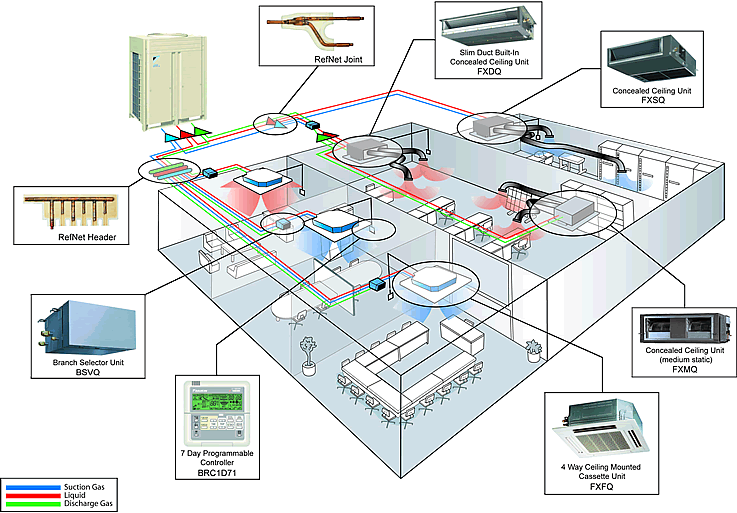 RefNet Joint
Slim Duct Built-In
Concealed Ceiling Unit
FXDQ
Concealed Ceiling Unit
FXSQ
RefNet Header
Branch Selector Unit
BSVQ
7 Day Programmable
Controller
BRC1D71
Concealed Ceiling Unit
(medium static)
FXMQ
4 Way Ceiling Mounted
Cassette Unit
FXFQ
Suction Gas
Liquid
Discharge Gas